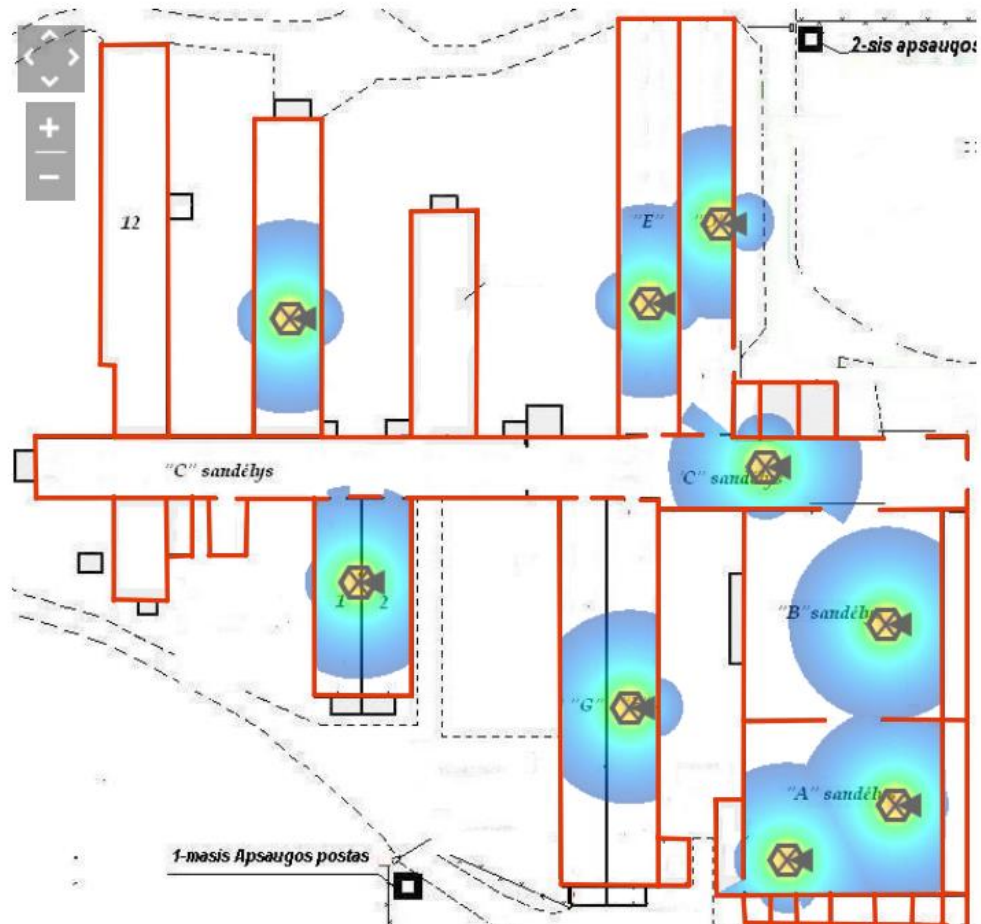 2-sis apsaugos
12
"E"
"C" sandėlys
"C" sandėlys
1 2
"B" sandėlys
"G"
"A" sandėlys
1-masis Apsaugos postas